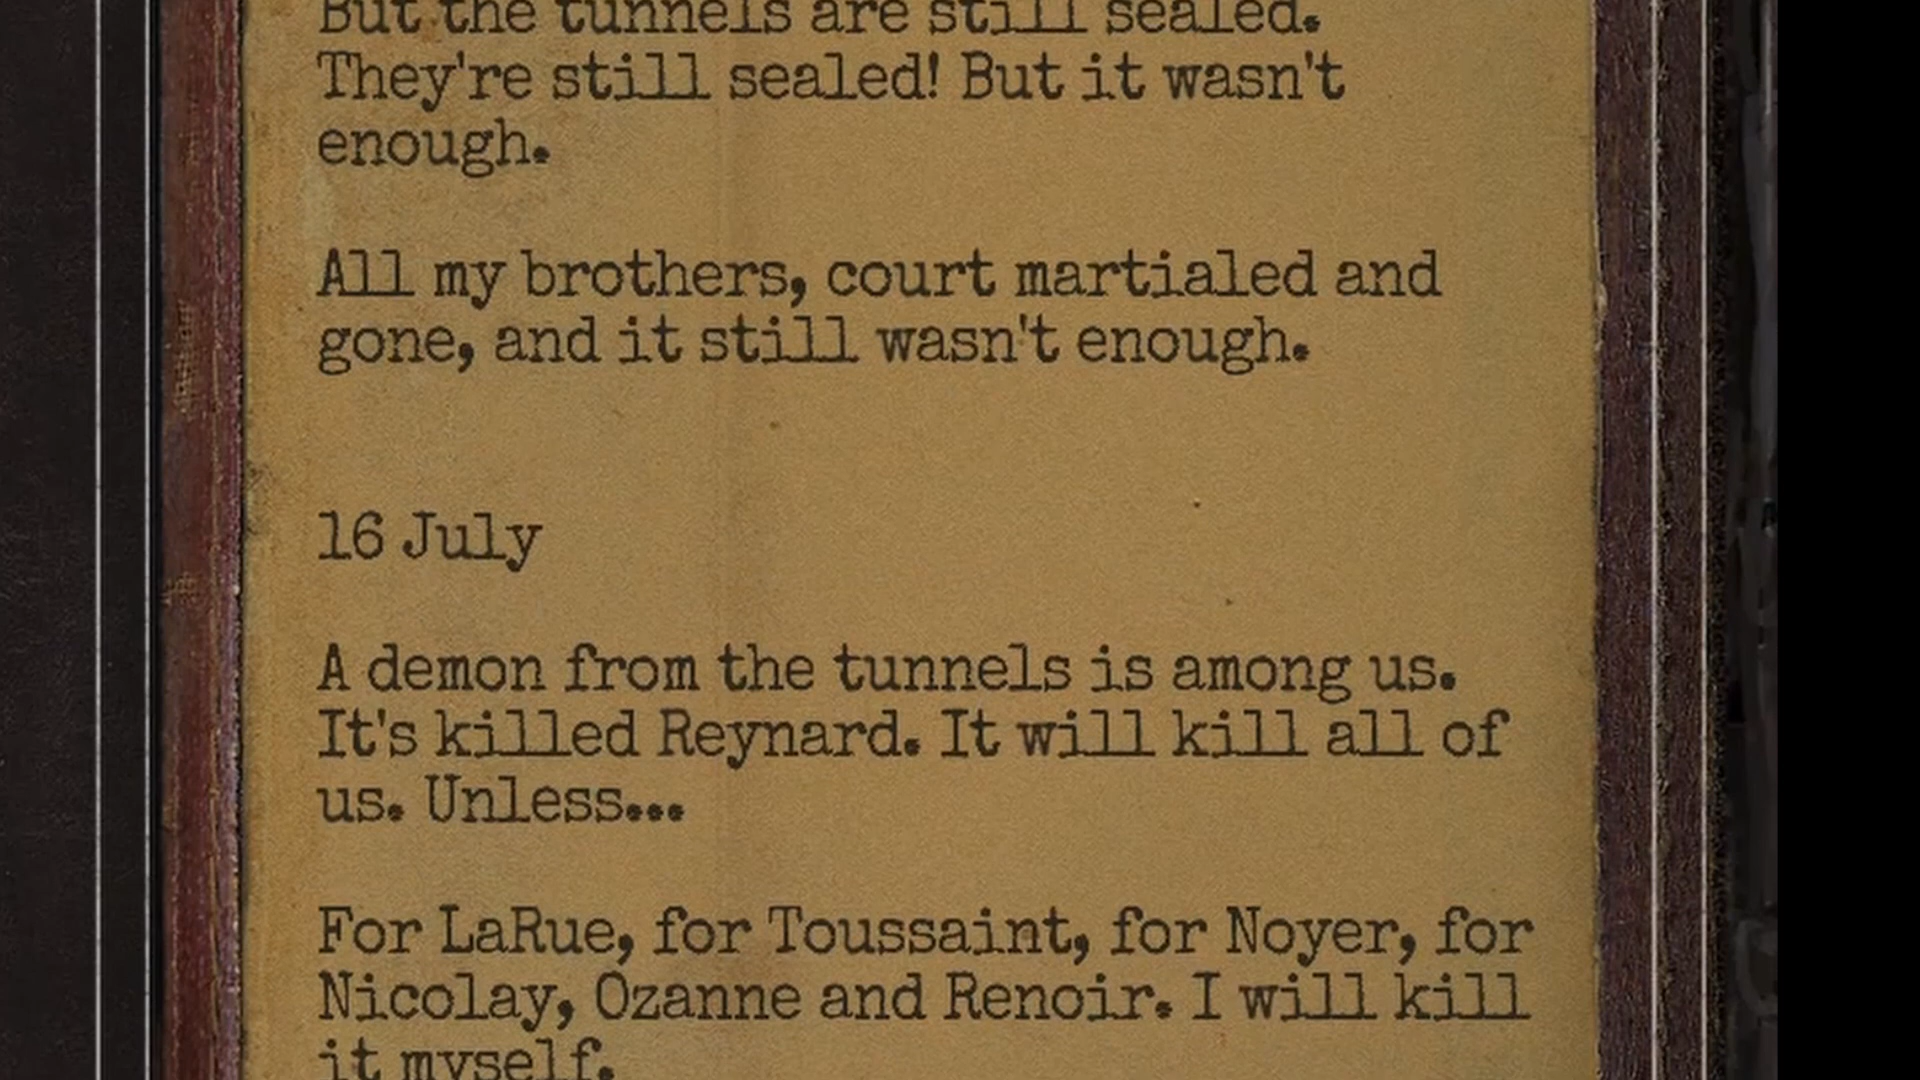 But the tunnels are still sealed.
They're still sealed! But it wasn't
enough.
All my brothers, court martialed and
gone, and it still wasn't enough.
16 July
A demon from the tunnels is among us.
It's killed Reynard. It will kill all of
us. Unless...
For LaRue, for Toussaint, for Noyer, for
Nicolay, Ozanne and Renoir. I will kill
it myself.